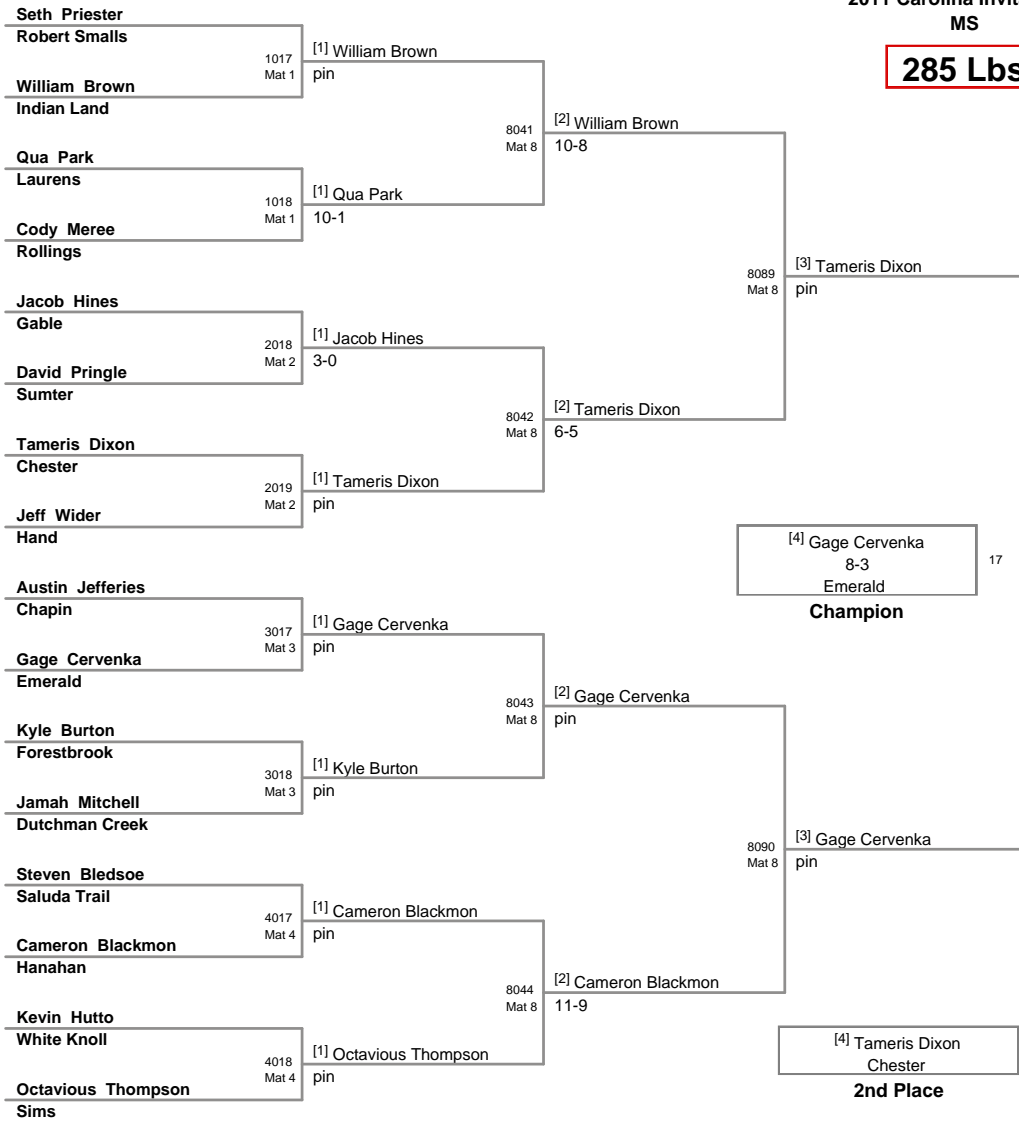 2011 Carolina
MS
285 Lbs
Seth Priester
Robert Smalls
1017
Mat 1
[1] William Brown
pin
William Brown
Indian Land
8041
Mat 8
[2] William Brown
10-8
Qua Park
Laurens
1018
Mat 1
[1] Qua Park
10-1
Cody Meree
Rollings
8089
Mat 8
[3] Tameris Dixon
pin
Jacob Hines
Gable
2018
Mat 2
[1] Jacob Hines
3-0
David Pringle
Sumter
8042
Mat 8
[2] Tameris Dixon
6-5
Tameris Dixon
Chester
2019
Mat 2
[1] Tameris Dixon
pin
Jeff Wider
Hand
[4] Gage Cervenka
8-3
Emerald
17
Champion
Austin Jefferies
Chapin
3017
Mat 3
[1] Gage Cervenka
pin
Gage Cervenka
Emerald
8043
Mat 8
[2] Gage Cervenka
pin
Kyle Burton
Forestbrook
3018
Mat 3
[1] Kyle Burton
pin
Jamah Mitchell
Dutchman Creek
8090
Mat 8
[3] Gage Cervenka
pin
Steven Bledsoe
Saluda Trail
4017
Mat 4
[1] Cameron Blackmon
pin
Cameron Blackmon
Hanahan
8044
Mat 8
[2] Cameron Blackmon
11-9
Kevin Hutto
White Knoll
4018
Mat 4
[1] Octavious Thompson
pin
Octavious Thompson
Sims
[4] Tameris Dixon
Chester
2nd Place